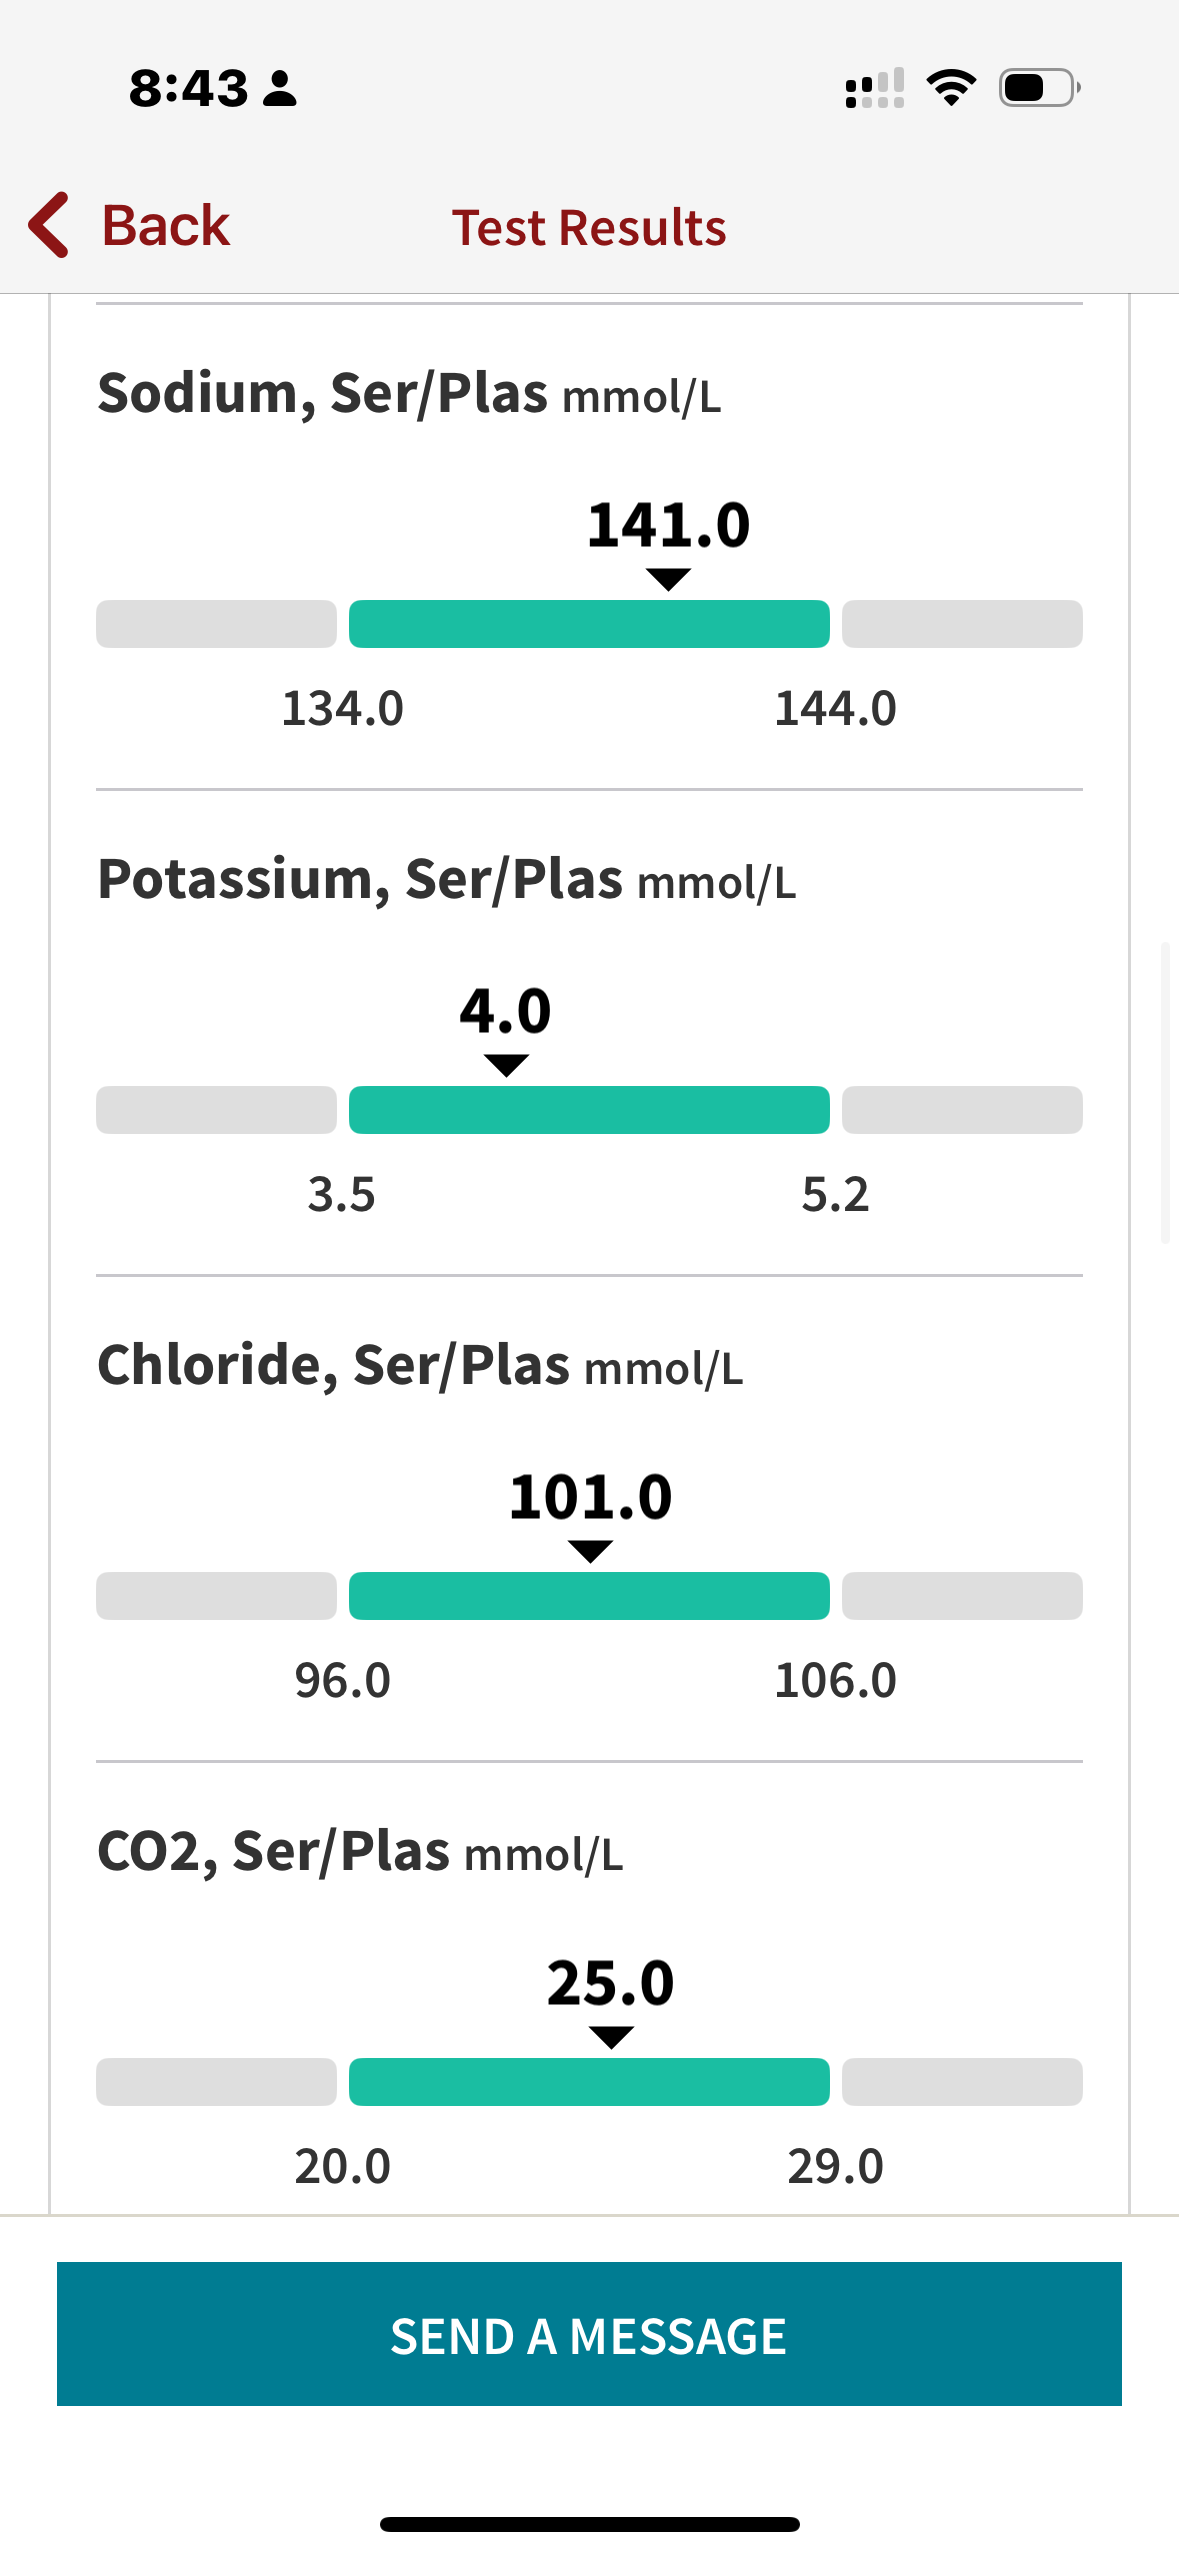 8:43
Back
Test Results
Sodium, Ser/Plas mmol/L
141.0
134.0 144.0
Potassium, Ser/Plas mmol/L
4.0
3.5 5.2
Chloride, Ser/Plas mmol/L
101.0
96.0 106.0
CO2, Ser/Plas mmol/L
25.0
20.0 29.0
SEND A MESSAGE